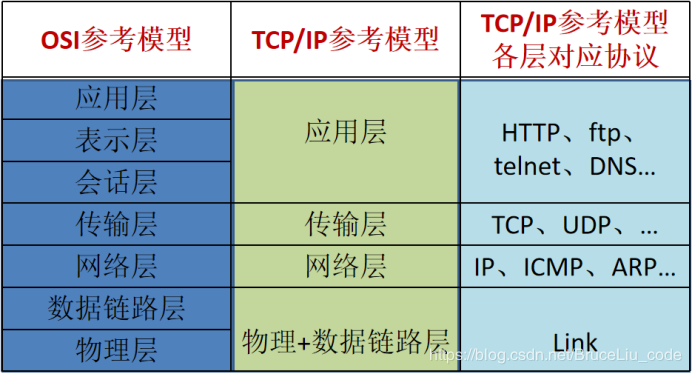 OSI参考模型
TCP/IP参考模型
TCP/IP参考模型
各层对应协议
应用层
表示层
会话层
应用层
HTTP、ftp、
telnet、DNS...
传输层
传输层
TCP、UDP、...
网络层
网络层
IP、ICMP、ARP...
数据链路层
物理层
物理+数据链路层
Link
https://blog.csdn.net/BruceLiu_code